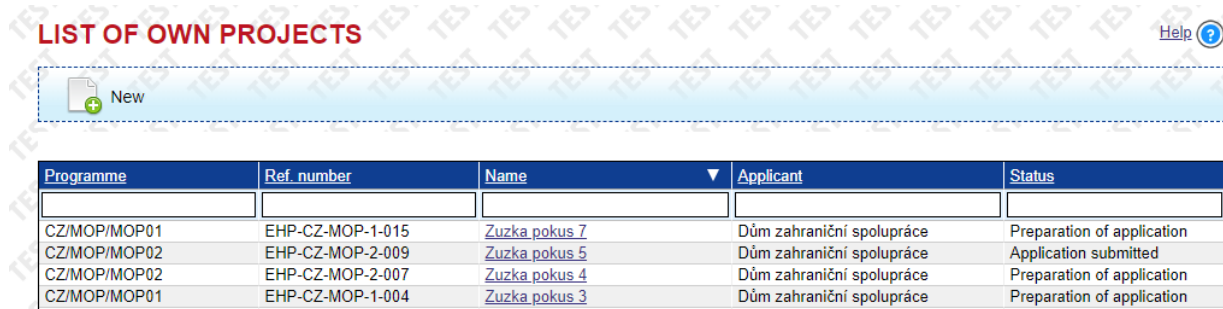 LIST OF OWN PROJECTS Help ?
New
Programme Ref. number Name ▼ Applicant Status
CZ/MOP/MOP01 EHP-CZ-MOP-1-015 Zuzka pokus 7 Dům zahraniční spolupráce Preparation of application
CZ/MOP/MOP02 EHP-CZ-MOP-2-009 Zuzka pokus 5 Dům zahraniční spolupráce Application submitted
CZ/MOP/MOP02 EHP-CZ-MOP-2-007 Zuzka pokus 4 Dům zahraniční spolupráce Preparation of application
CZ/MOP/MOP01 EHP-CZ-MOP-1-004 Zuzka pokus 3 Dům zahraniční spolupráce Preparation of application
TEST